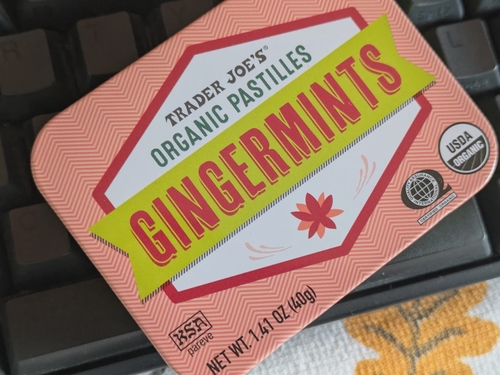 TRADER JOE'S®
ORGANIC PASTILLES
GINGERMINTS
USDA
ORGANIC
KSA
pareve
NET WT. 1.41 OZ (40g)
L